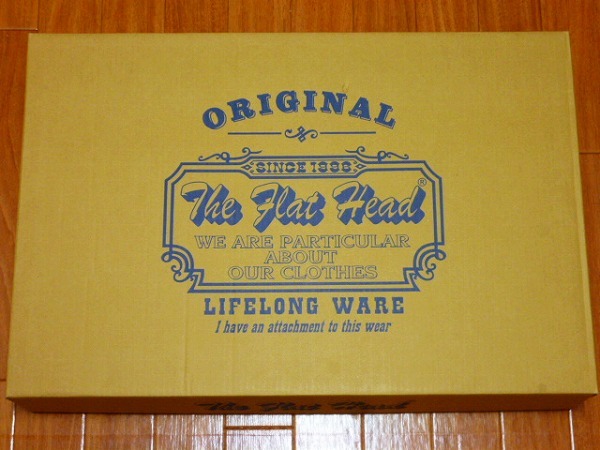 ORIGINAL
SINCE 1996
The Flat Head®
WE ARE PARTICULAR
ABOUT
OUR CLOTHES
LIFELONG WARE
I have an attachment to this wear
The Flat Head